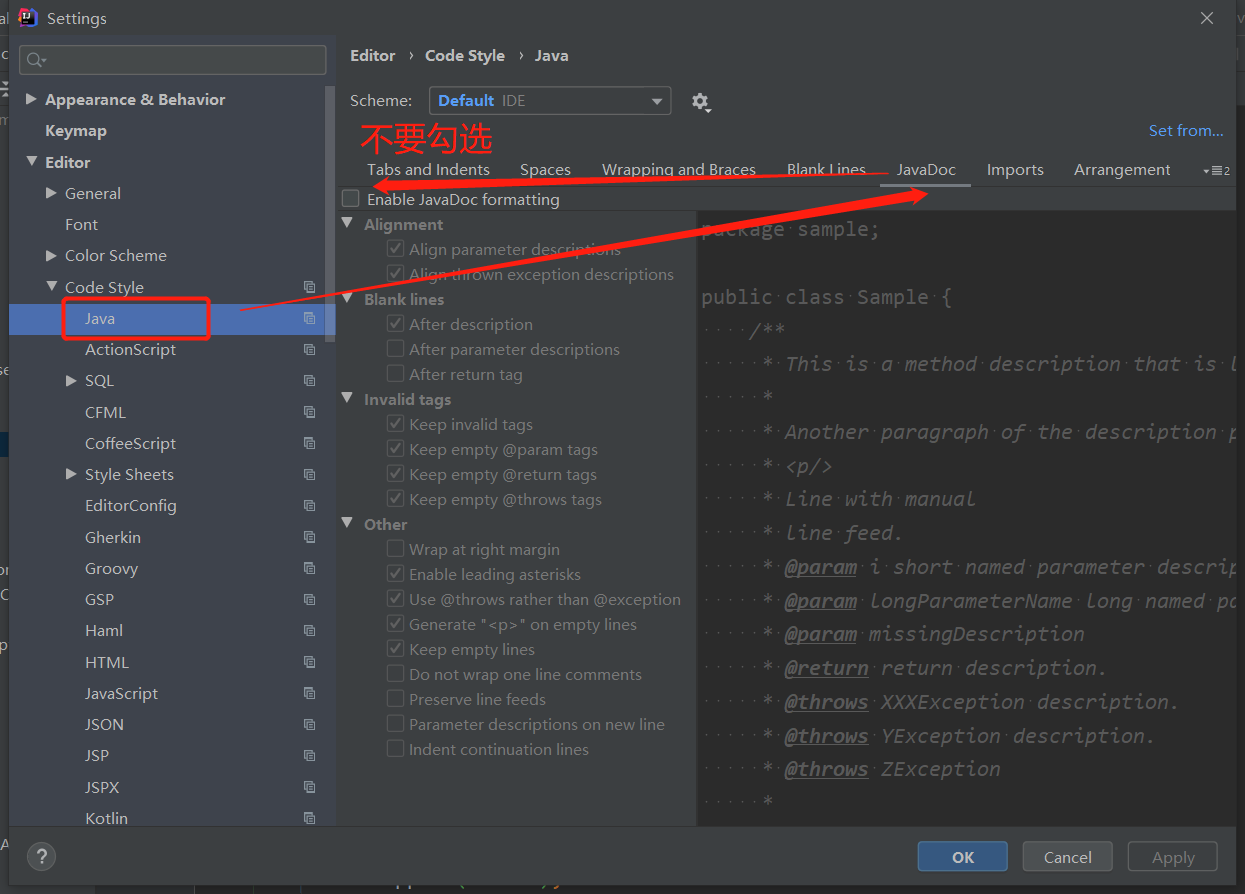 Settings
Editor › Code Style › Java
Scheme: Default IDE
Set from...
不要勾选
Tabs and Indents Spaces Wrapping and Braces Blank Lines JavaDoc Imports Arrangement 2
Enable JavaDoc formatting
Appearance & Behavior
Keymap
Editor
General
Font
Color Scheme
Code Style
Java
ActionScript
SQL
CFML
CoffeeScript
Style Sheets
EditorConfig
Gherkin
Groovy
GSP
Haml
HTML
JavaScript
JSON
JSP
JSPX
Kotlin
Alignment
Align parameter descriptions
Align thrown exception descriptions
Blank lines
After description
After parameter descriptions
After return tag
Invalid tags
Keep invalid tags
Keep empty @param tags
Keep empty @return tags
Keep empty @throws tags
Other
Wrap at right margin
Enable leading asterisks
Use @throws rather than @exception
Generate "<p>" on empty lines
Keep empty lines
Do not wrap one line comments
Preserve line feeds
Parameter descriptions on new line
Indent continuation lines
package sample;
public class Sample {
/**
* This is a method description that is l
*
* Another paragraph of the description p
* <p/>
* Line with manual
* line feed.
* @param i short named parameter descrip
* @param longParameterName long named pa
* @param missingDescription
* @return return description.
* @throws XXXException description.
* @throws YException description.
* @throws ZException
*
?
OK Cancel Apply